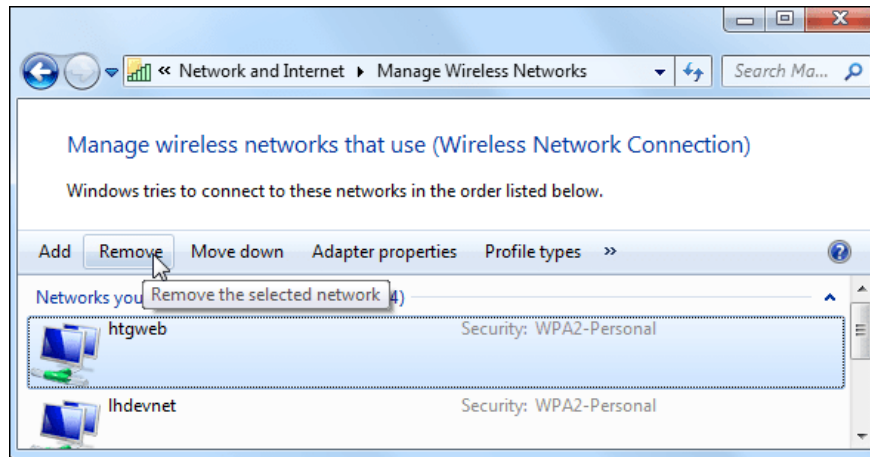 « Network and Internet ▸ Manage Wireless Networks Search Ma...
Manage wireless networks that use (Wireless Network Connection)
Windows tries to connect to these networks in the order listed below.
Add Remove Move down Adapter properties Profile types »
Networks you 4)
Remove the selected network
htgweb Security: WPA2-Personal
lhdevnet Security: WPA2-Personal